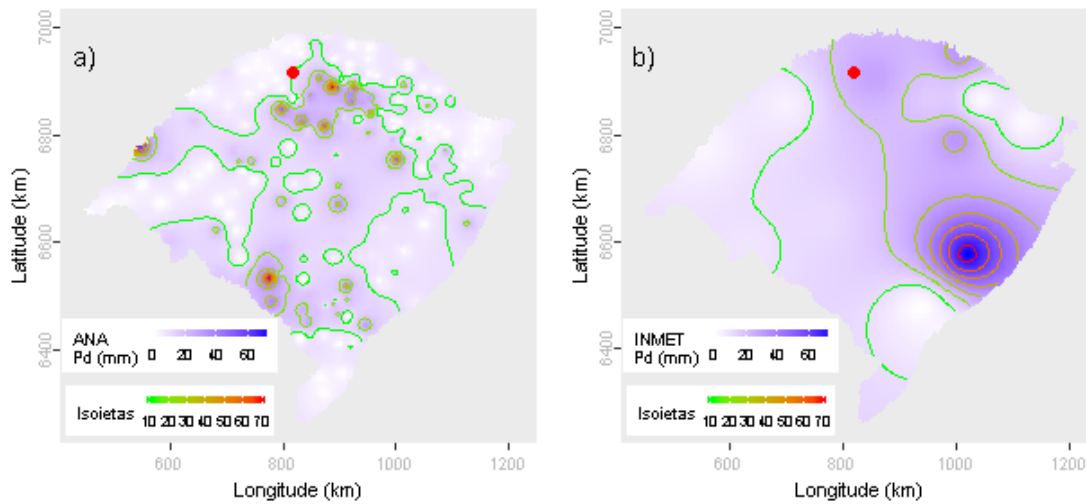 a)
7000
6800
6600
6400
Latitude (km)
ANA
Pd (mm)
0 20 40 60
Isoietas
10 20 30 40 50 60 70
600 800 1000 1200
Longitude (km)
b)
7000
6800
6600
6400
Latitude (km)
INMET
Pd (mm)
0 20 40 60
Isoietas
10 20 30 40 50 60 70
600 800 1000 1200
Longitude (km)